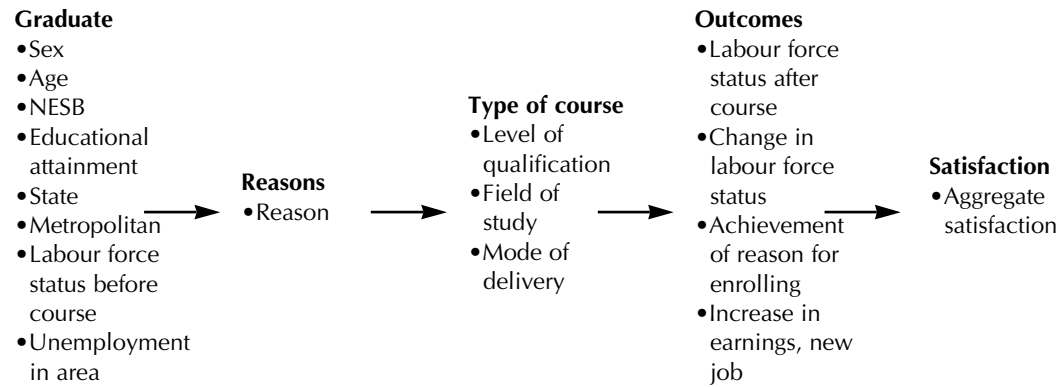 Graduate
•Sex
•Age
•NESB
•Educational
attainment
•State
•Metropolitan
•Labour force
status before
course
•Unemployment
in area
Reasons
•Reason
Type of course
•Level of
qualification
•Field of
study
•Mode of
delivery
Outcomes
•Labour force
status after
course
•Change in
labour force
status
•Achievement
of reason for
enrolling
•Increase in
earnings, new
job
Satisfaction
•Aggregate
satisfaction